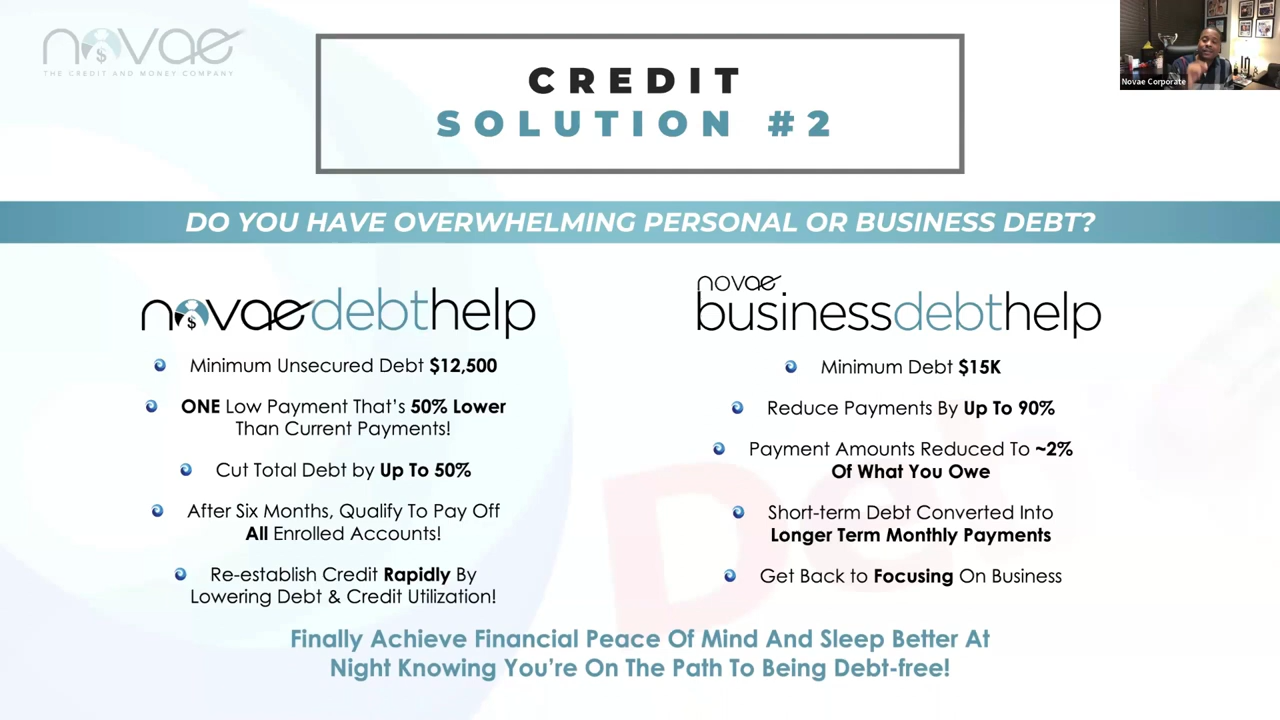 novae
THE CREDIT AND MONEY COMPANY
CREDIT
SOLUTION #2
Novae Corporate
DO YOU HAVE OVERWHELMING PERSONAL OR BUSINESS DEBT?
novaedebthelp
$
Minimum Unsecured Debt $12,500
ONE Low Payment That's 50% Lower
Than Current Payments!
Cut Total Debt by Up To 50%
After Six Months, Qualify To Pay Off
All Enrolled Accounts!
Re-establish Credit Rapidly By
Lowering Debt & Credit Utilization!
novae
businessdebthelp
Minimum Debt $15K
Reduce Payments By Up To 90%
Payment Amounts Reduced To ~2%
Of What You Owe
Short-term Debt Converted Into
Longer Term Monthly Payments
Get Back to Focusing On Business
Finally Achieve Financial Peace Of Mind And Sleep Better At
Night Knowing You're On The Path To Being Debt-free!